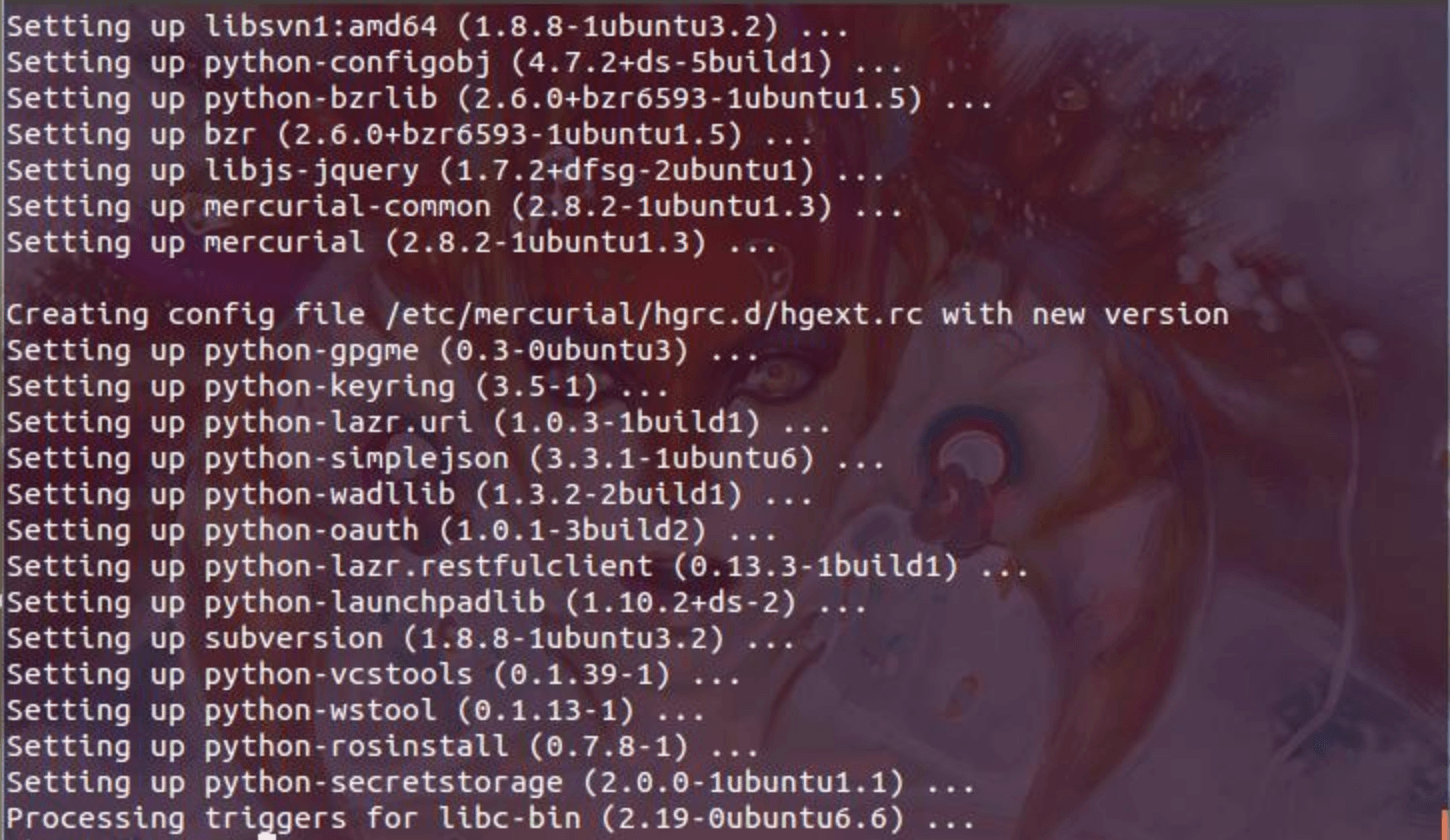 Setting up libsvn1:amd64 (1.8.8-1ubuntu3.2) ...
Setting up python-configobj (4.7.2+ds-5build1) ...
Setting up python-bzrlib (2.6.0+bzr6593-1ubuntu1.5) ...
Setting up bzr (2.6.0+bzr6593-1ubuntu1.5) ...
Setting up libjs-jquery (1.7.2+dfsg-2ubuntu1) ...
Setting up mercurial-common (2.8.2-1ubuntu1.3) ...
Setting up mercurial (2.8.2-1ubuntu1.3) ...
Creating config file /etc/mercurial/hgrc.d/hgext.rc with new version
Setting up python-gpgme (0.3-0ubuntu3) ...
Setting up python-keyring (3.5-1) ...
Setting up python-lazr.uri (1.0.3-1build1) ...
Setting up python-simplejson (3.3.1-1ubuntu6) ...
Setting up python-wadllib (1.3.2-2build1) ...
Setting up python-oauth (1.0.1-3build2) ...
Setting up python-lazr.restfulclient (0.13.3-1build1) ...
Setting up python-launchpadlib (1.10.2+ds-2) ...
Setting up subversion (1.8.8-1ubuntu3.2) ...
Setting up python-vcstools (0.1.39-1) ...
Setting up python-wstool (0.1.13-1) ...
Setting up python-rosinstall (0.7.8-1) ...
Setting up python-secretstorage (2.0.0-1ubuntu1.1) ...
Processing triggers for libc-bin (2.19-0ubuntu6.6) ...